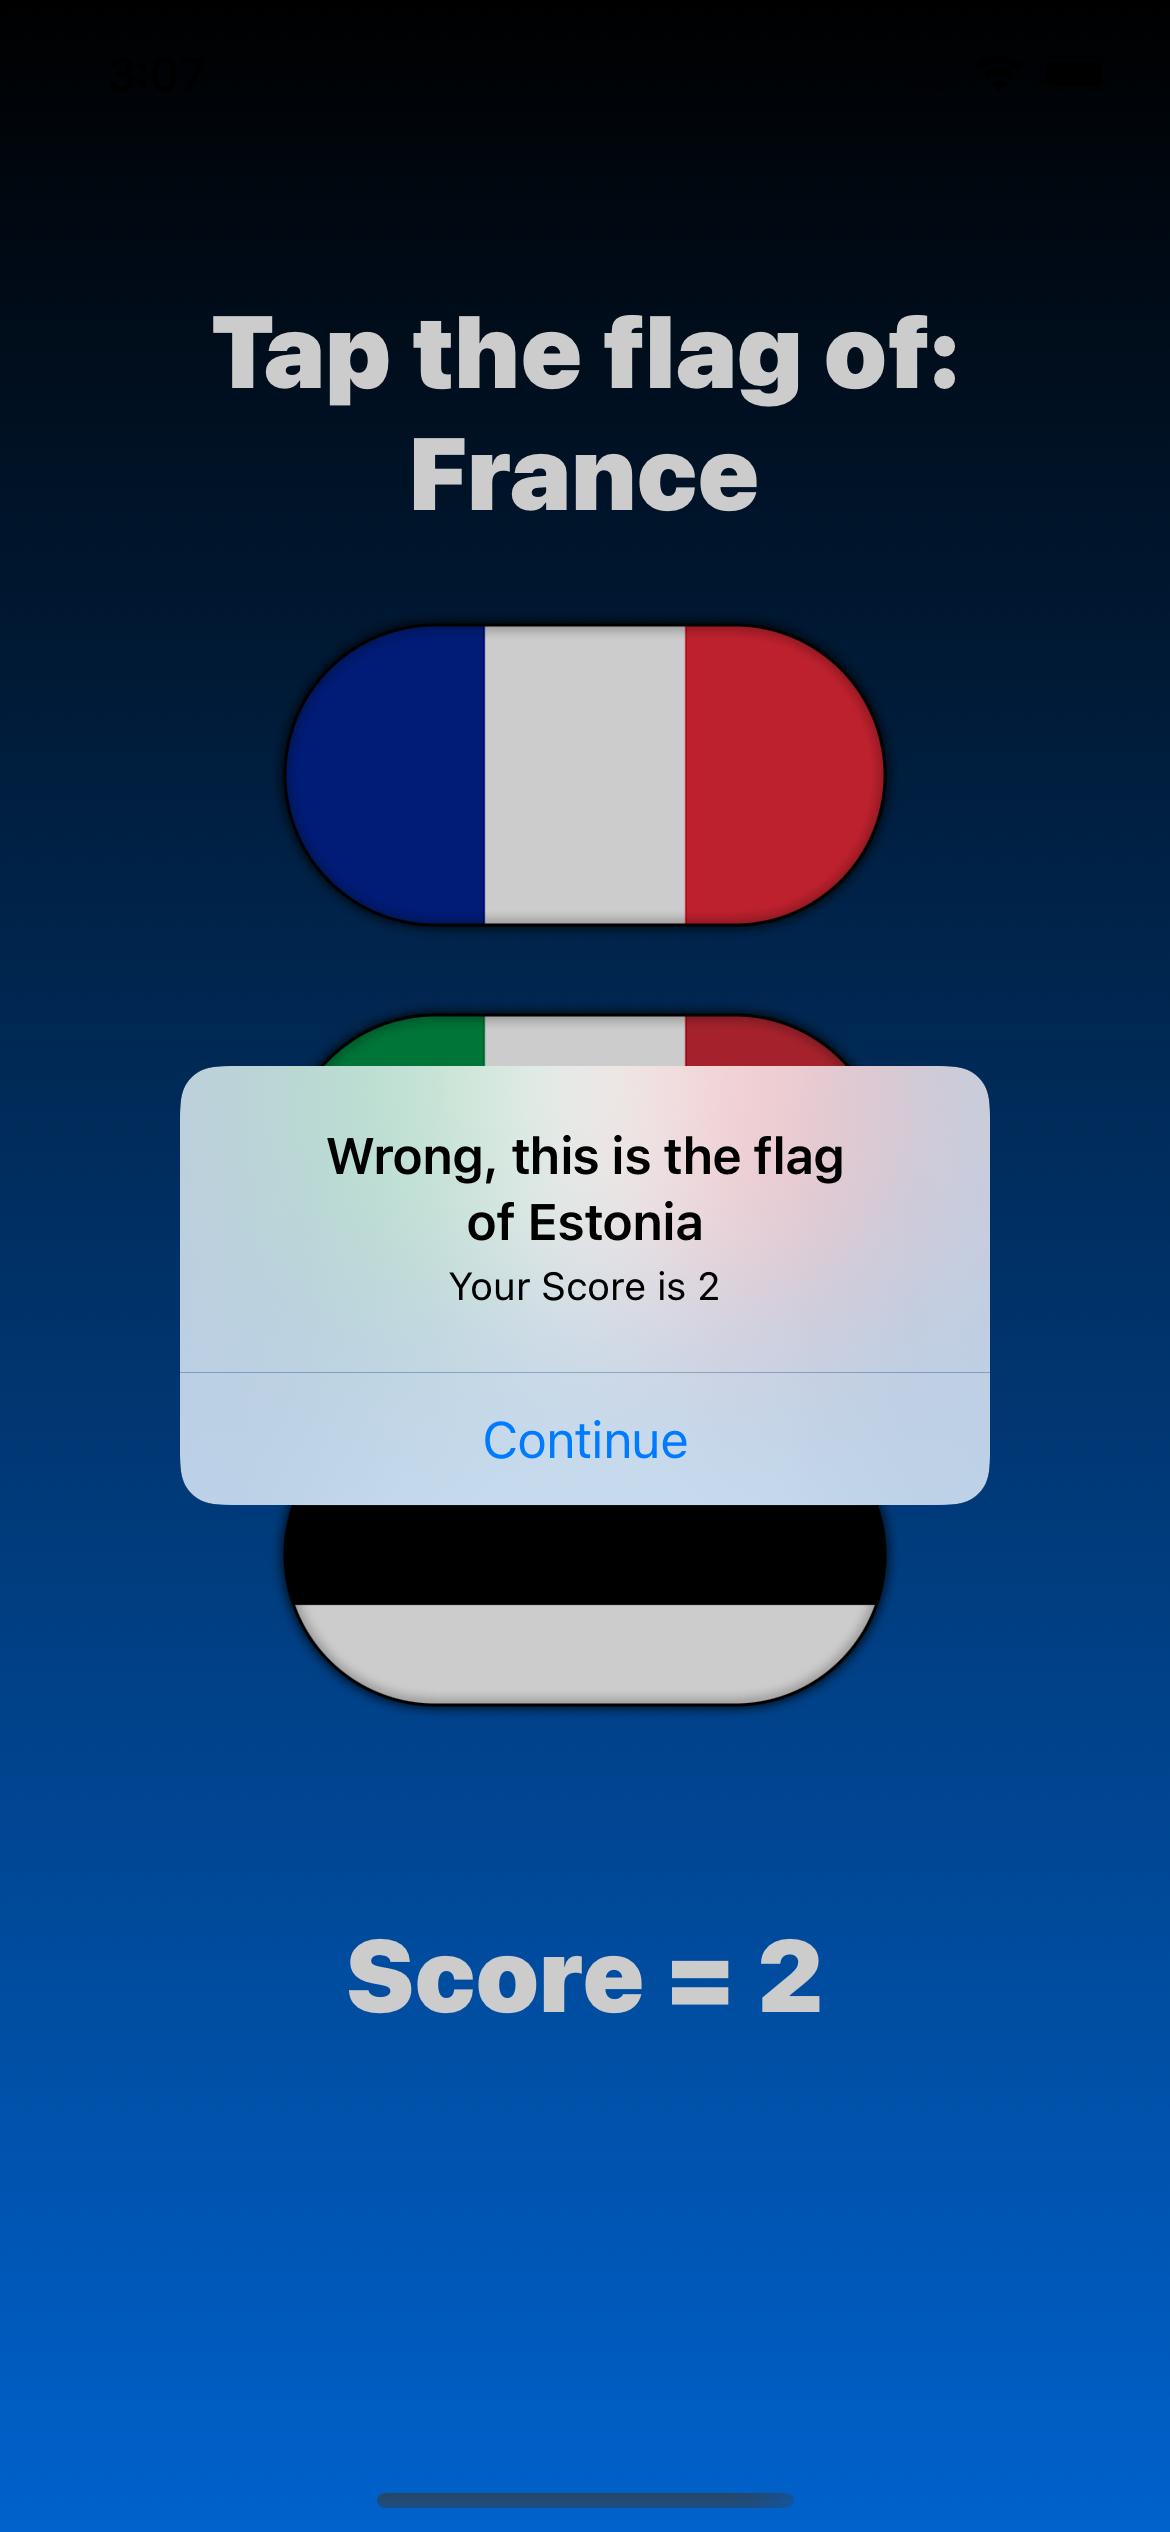 3:07
Tap the flag of:
France
Wrong, this is the flag
of Estonia
Your Score is 2
Continue
Score = 2